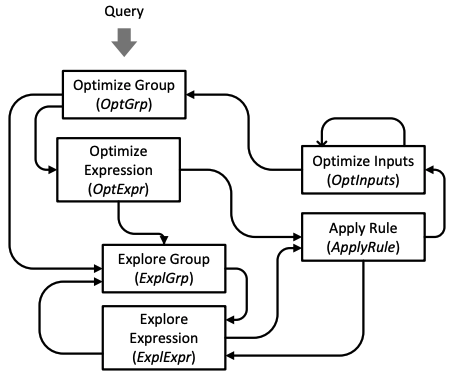 Query
Optimize Group
(OptGrp)
Optimize
Expression
(OptExpr)
Optimize Inputs
(OptInputs)
Apply Rule
(ApplyRule)
Explore Group
(ExplGrp)
Explore
Expression
(ExplExpr)